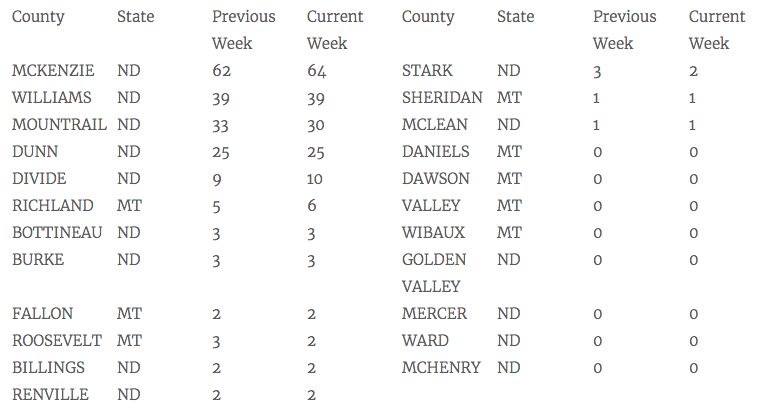 County State Previous Current County State Previous Current
Week Week Week Week
MCKENZIE ND 62 64 STARK ND 3 2
WILLIAMS ND 39 39 SHERIDAN MT 1 1
MOUNTRAIL ND 33 30 MCLEAN ND 1 1
DUNN ND 25 25 DANIELS MT 0 0
DIVIDE ND 9 10 DAWSON MT 0 0
RICHLAND MT 5 6 VALLEY MT 0 0
BOTTINEAU ND 3 3 WIBAUX MT 0 0
BURKE ND 3 3 GOLDEN ND 0 0
VALLEY
FALLON MT 2 2 MERCER ND 0 0
ROOSEVELT MT 3 2 WARD ND 0 0
BILLINGS ND 2 2 MCHENRY ND 0 0
RENVILLE ND 2 2